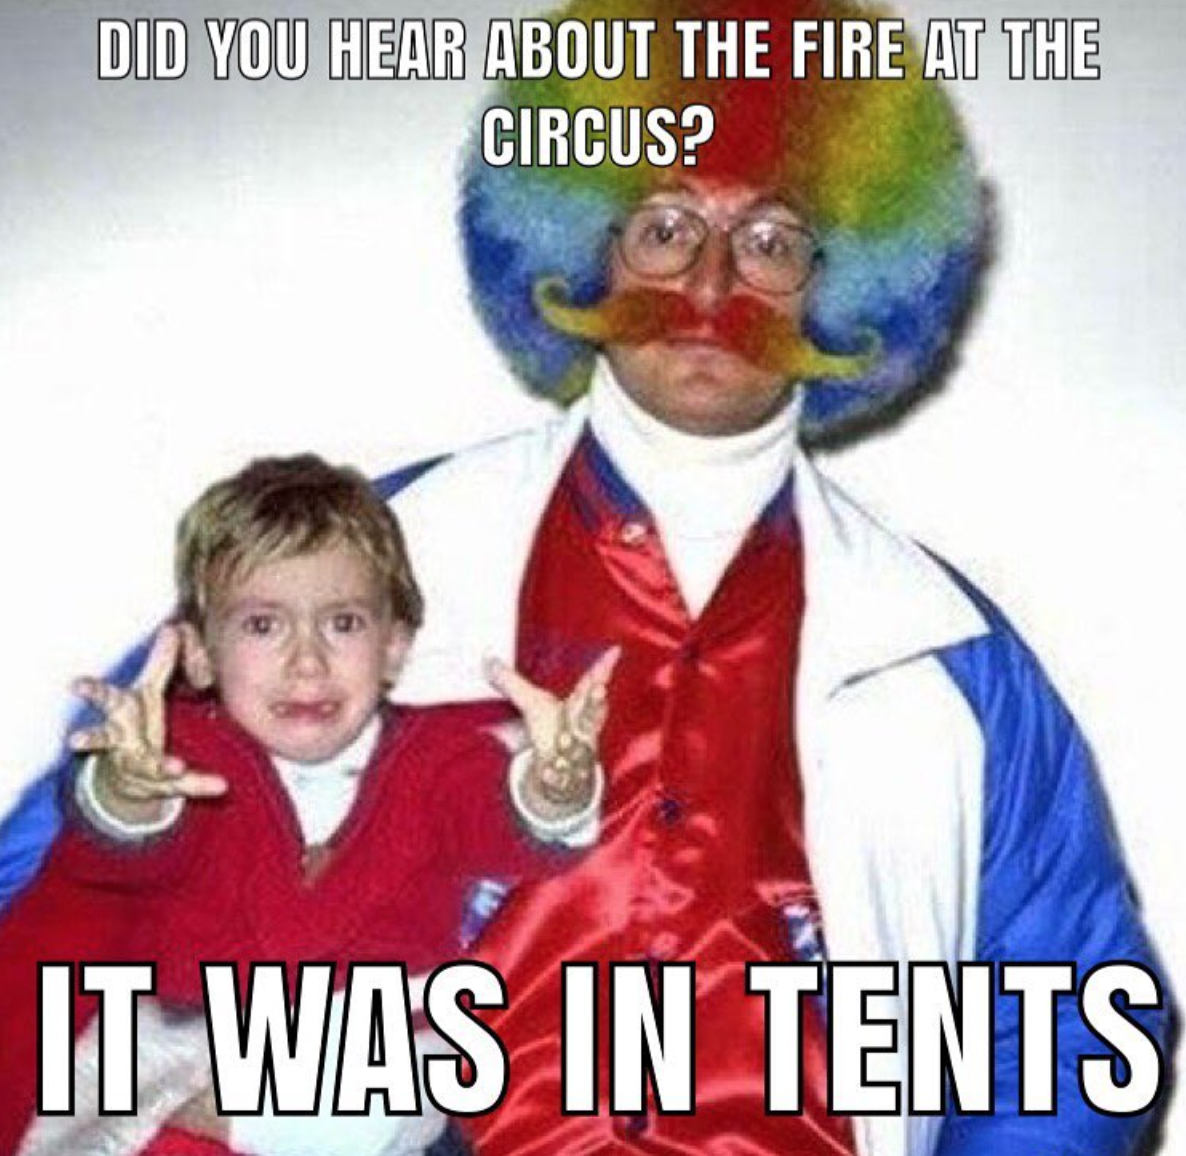 DID YOU HEAR ABOUT THE FIRE AT THE
CIRCUS?
IT WAS IN TENTS